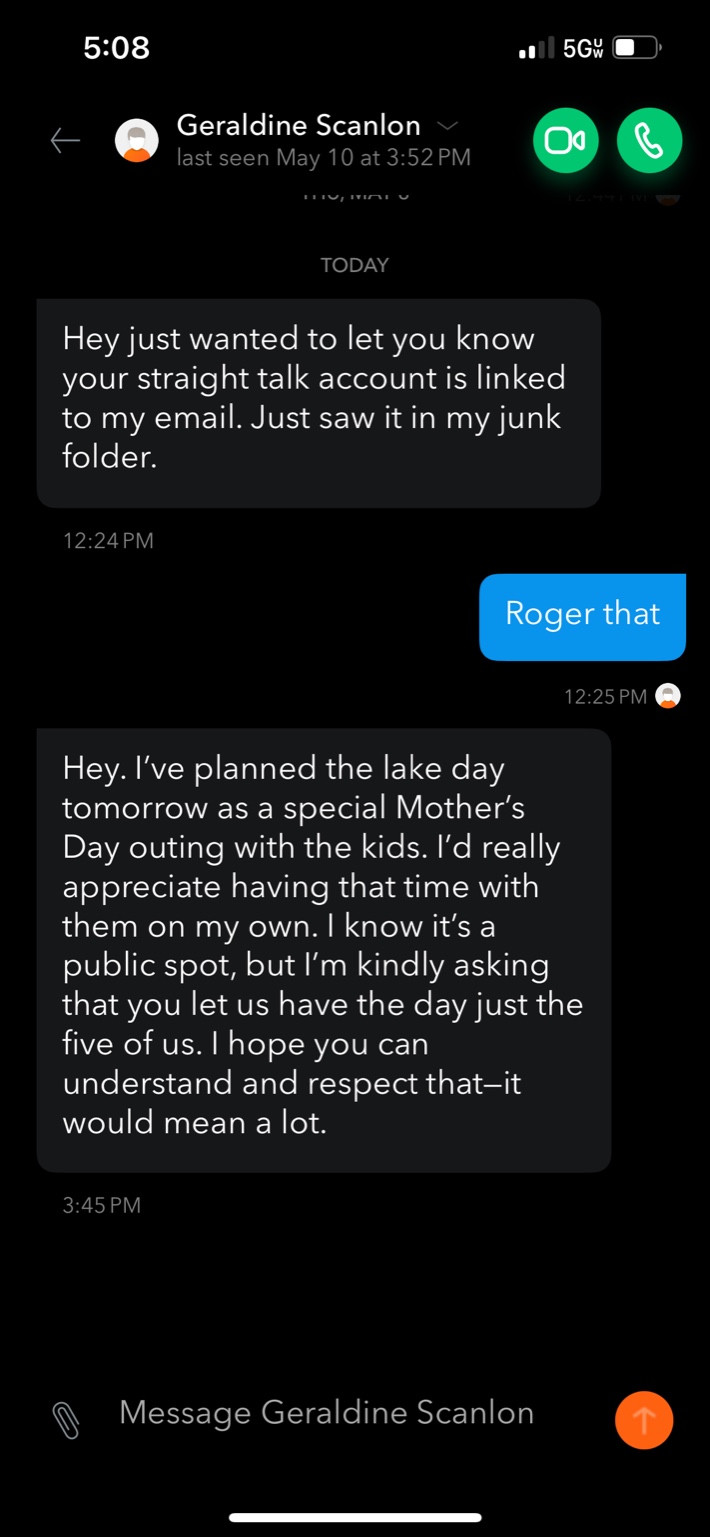 5:08
5G UW
Geraldine Scanlon
last seen May 10 at 3:52 PM
TODAY
Hey just wanted to let you know
your straight talk account is linked
to my email. Just saw it in my junk
folder.
12:24 PM
Roger that
12:25 PM
Hey. I’ve planned the lake day
tomorrow as a special Mother’s
Day outing with the kids. I’d really
appreciate having that time with
them on my own. I know it’s a
public spot, but I’m kindly asking
that you let us have the day just the
five of us. I hope you can
understand and respect that—it
would mean a lot.
3:45 PM
Message Geraldine Scanlon